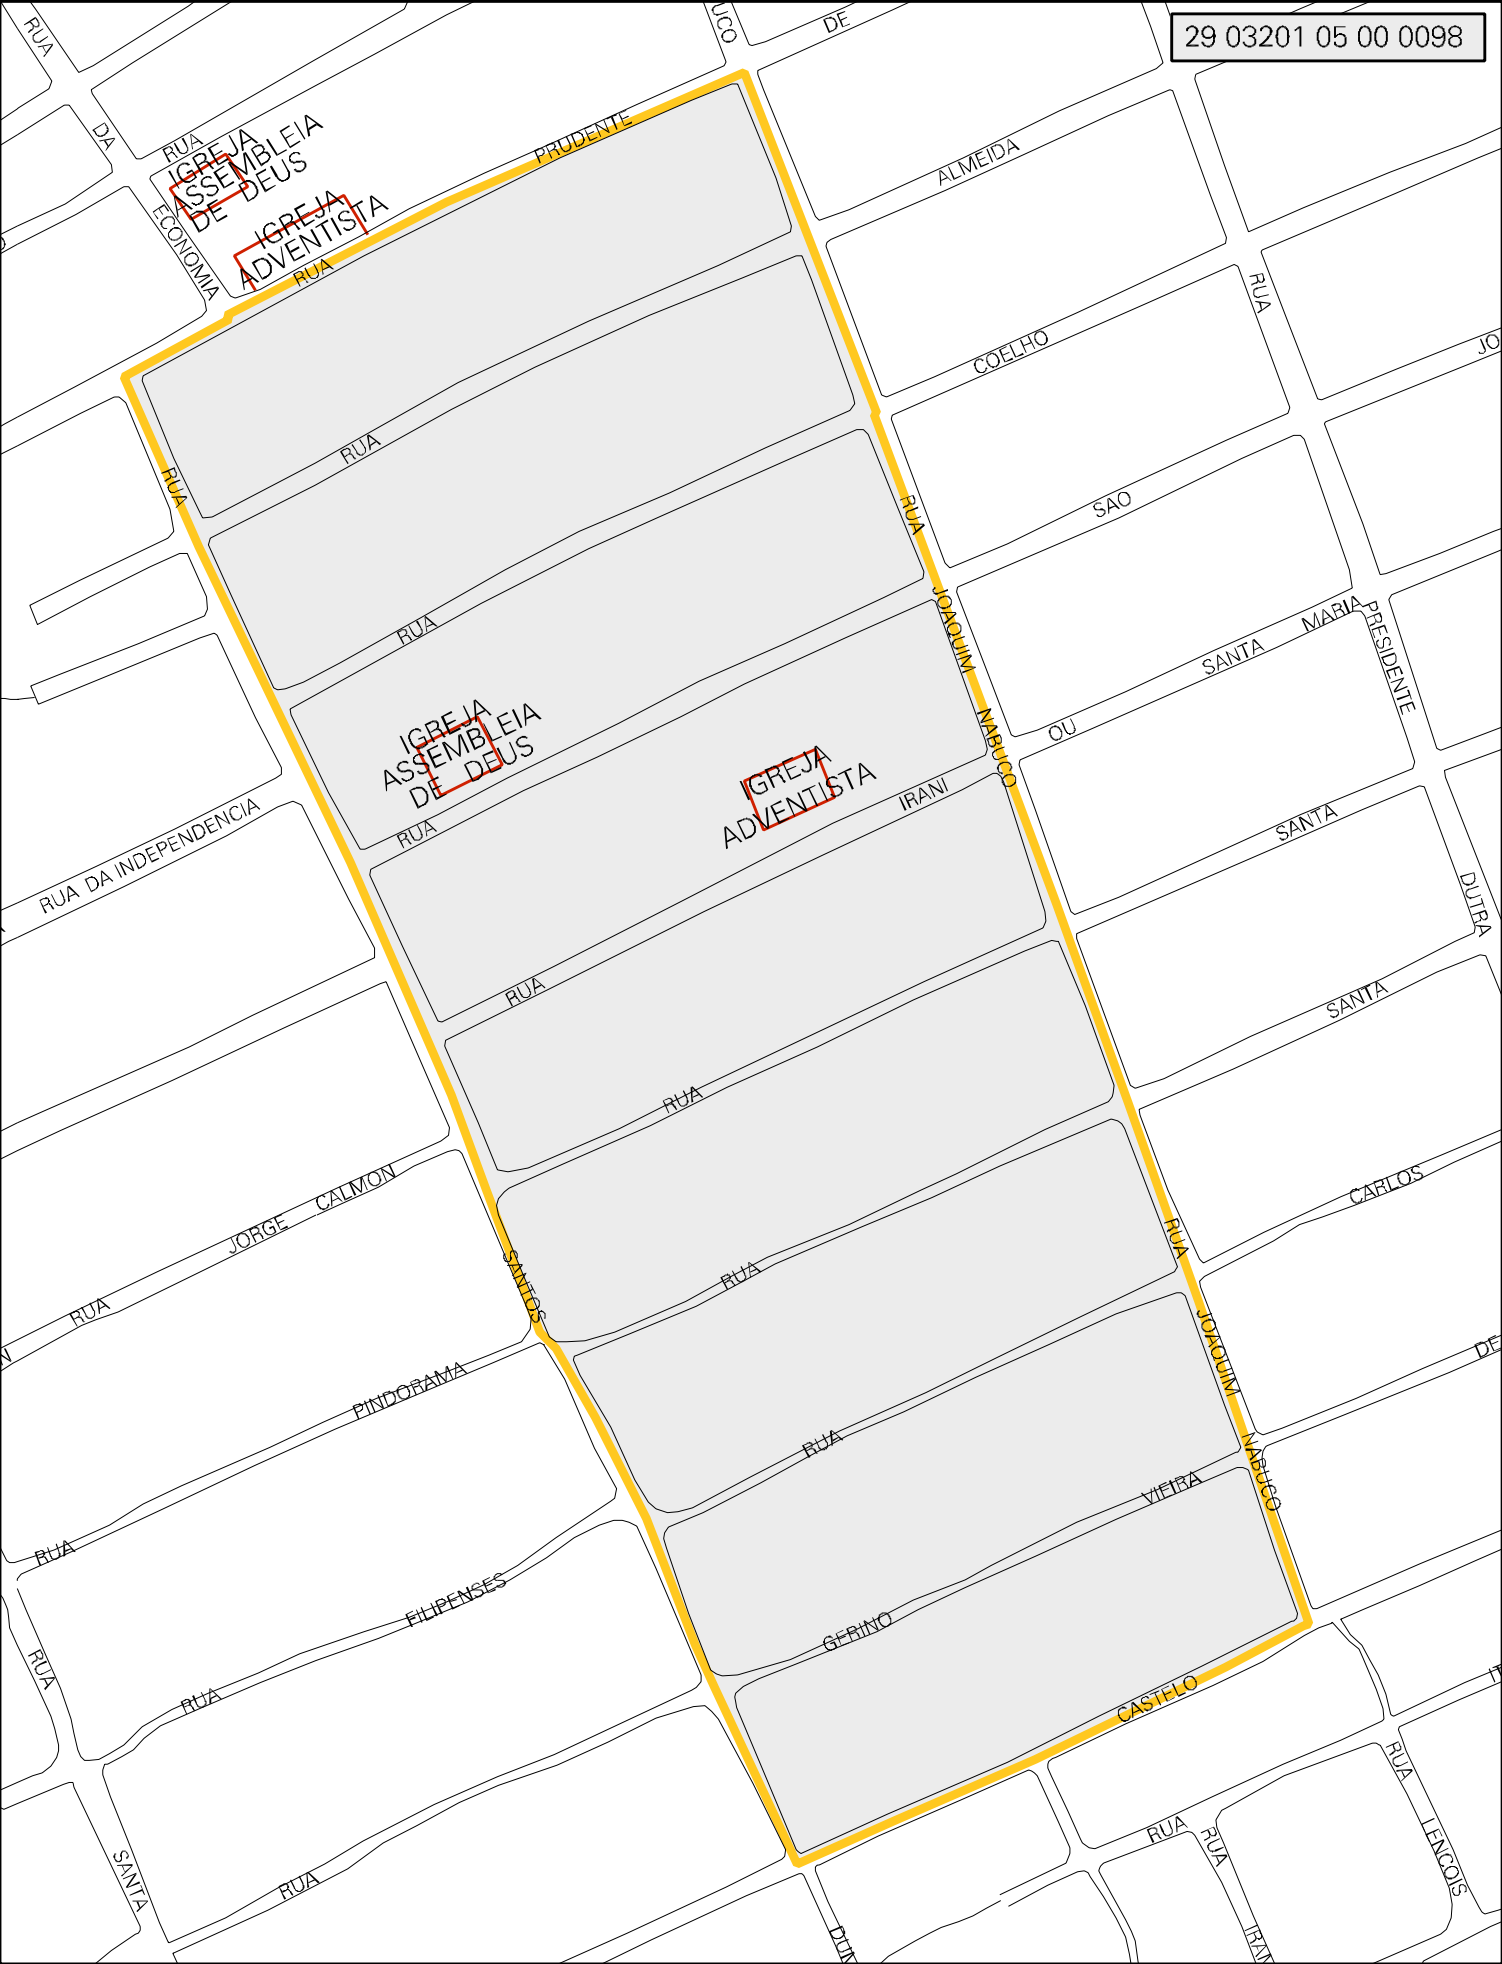 29 03201 05 00 0098
RUA
UCO
DE
DA
RUA
IGREJA
ASSEMBLEIA
DE DEUS
PRUDENTE
ALMEIDA
ECONOMIA
IGREJA
ADVENTISTA
RUA
RUA
COELHO
JO
RUA
RUA
RUA
SAO
JOAQUIM
RUA
SANTA MARIA
PRESIDENTE
OU
NABUCO
IGREJA
ASSEMBLEIA
DE DEUS
IGREJA
ADVENTISTA
IRANI
RUA
RUA DA INDEPENDENCIA
SANTA
DUTRA
RUA
SANTA
RUA
CARLOS
JORGE CALMON
RUA
RUA
RUA
SANTOS
JOAQUIM
DE
N
PINDORAMA
RUA
NABUCO
VIEIRA
RUA
FILIPENSES
GERINO
RUA
RUA
CASTELO
IT
RUA
RUA
RUA
LENCOIS
SANTA
RUA
DUN
IRAN